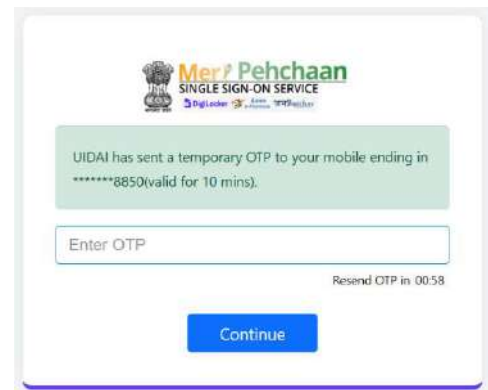 Meri Pehchaan
SINGLE SIGN-ON SERVICE
DigiLocker
UIDAI has sent a temporary OTP to your mobile ending in
*******8850(valid for 10 mins).
Enter OTP
Resend OTP in 00:58
Continue